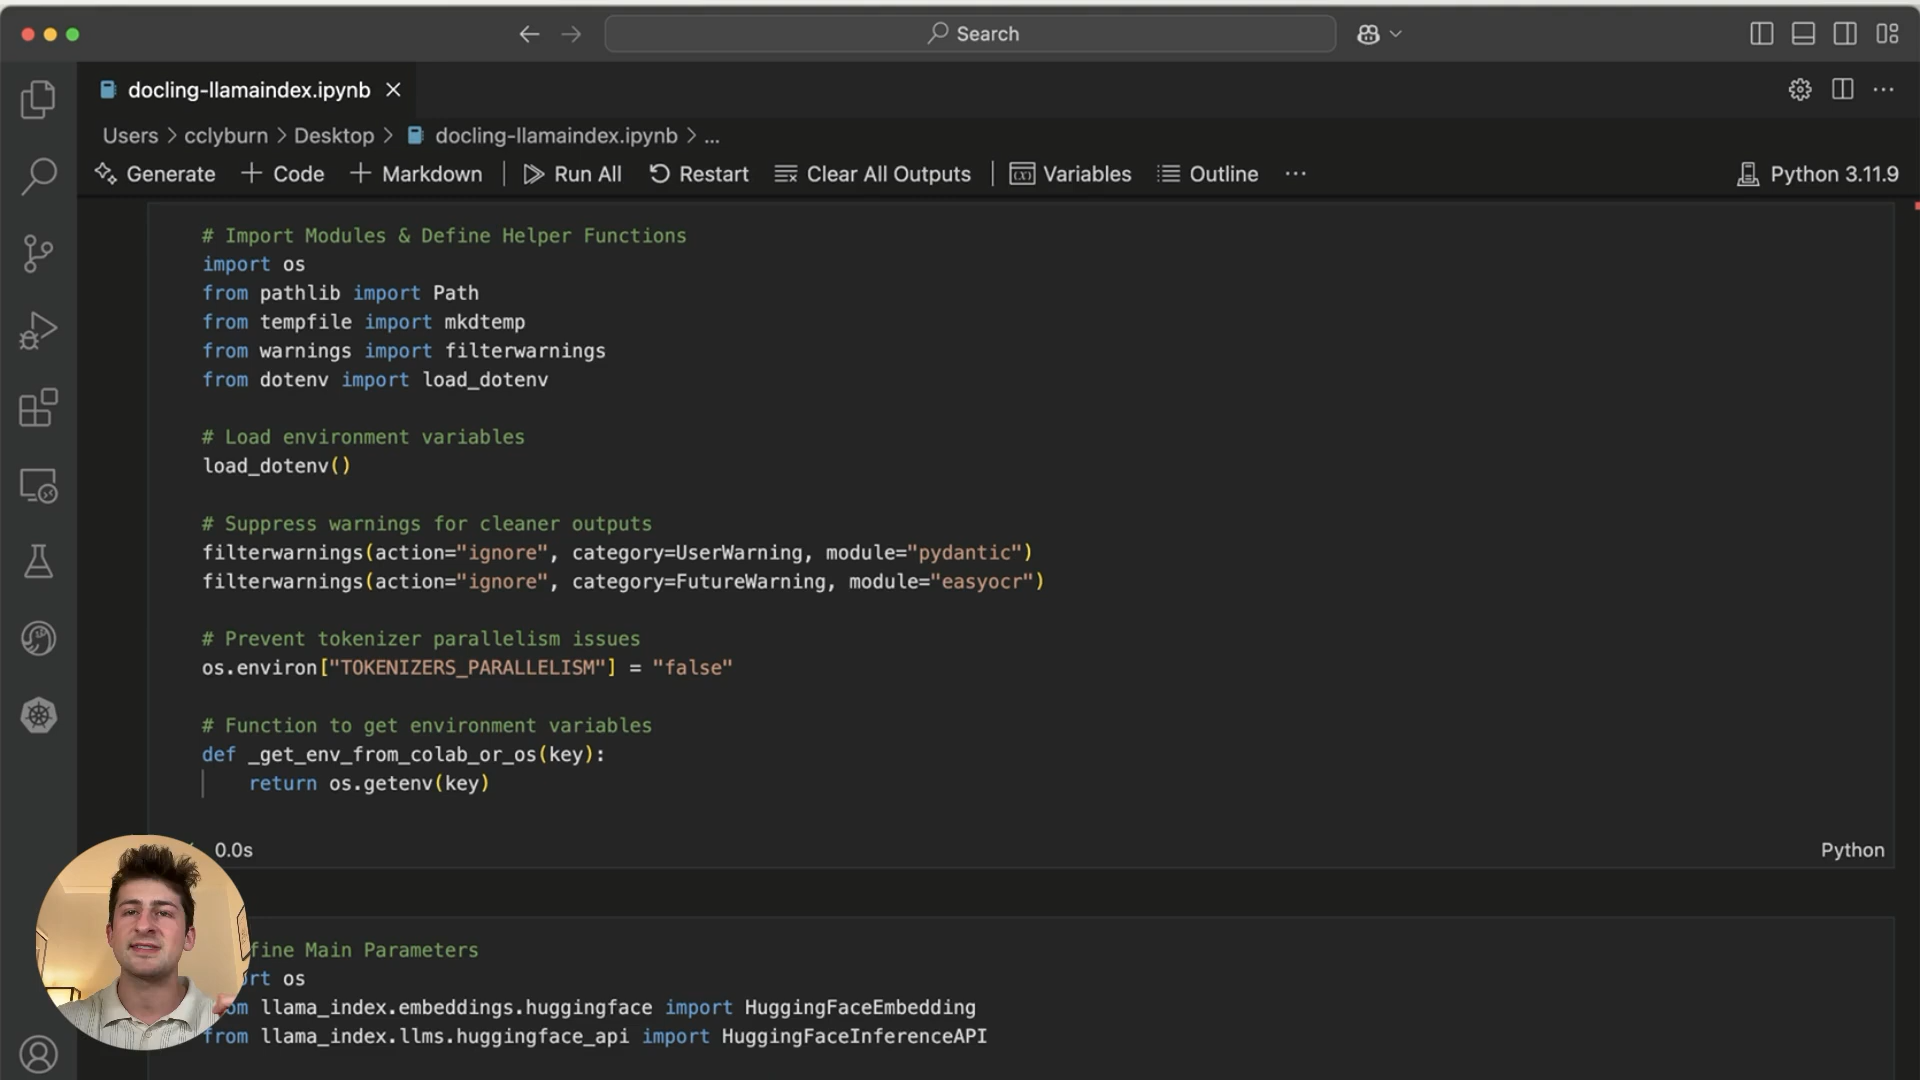 Search
docling-llamaindex.ipynb
Users > cclyburn > Desktop > docling-llamaindex.ipynb > ...
Generate + Code + Markdown Run All Restart Clear All Outputs Variables Outline ... Python 3.11.9
# Import Modules & Define Helper Functions
import os
from pathlib import Path
from tempfile import mkdtemp
from warnings import filterwarnings
from dotenv import load_dotenv
# Load environment variables
load_dotenv()
# Suppress warnings for cleaner outputs
filterwarnings(action="ignore", category=UserWarning, module="pydantic")
filterwarnings(action="ignore", category=FutureWarning, module="easyocr")
# Prevent tokenizer parallelism issues
os.environ["TOKENIZERS_PARALLELISM"] = "false"
# Function to get environment variables
def _get_env_from_colab_or_os(key):
return os.getenv(key)
0.0s Python
Main Parameters
os
llama_index.embeddings.huggingface import HuggingFaceEmbedding
from llama_index.llms.huggingface_api import HuggingFaceInferenceAPI